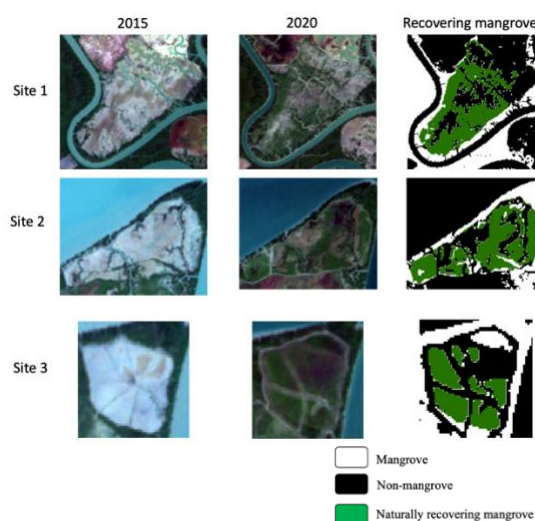 2015 2020 Recovering mangrove
Site 1
Site 2
Site 3
Mangrove
Non-mangrove
Naturally recovering mangrove